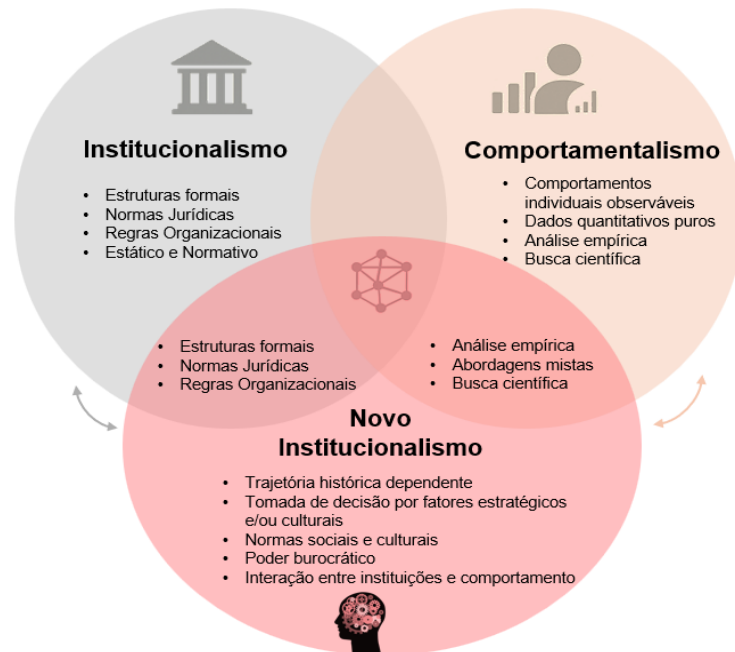 Institucionalismo
• Estruturas formais
• Normas Jurídicas
• Regras Organizacionais
• Estático e Normativo
Comportamentalismo
• Comportamentos
individuais observáveis
• Dados quantitativos puros
• Análise empírica
• Busca científica
• Estruturas formais
• Normas Jurídicas
• Regras Organizacionais
• Análise empírica
• Abordagens mistas
• Busca científica
Novo
Institucionalismo
• Trajetória histórica dependente
• Tomada de decisão por fatores estratégicos
e/ou culturais
• Normas sociais e culturais
• Poder burocrático
• Interação entre instituições e comportamento